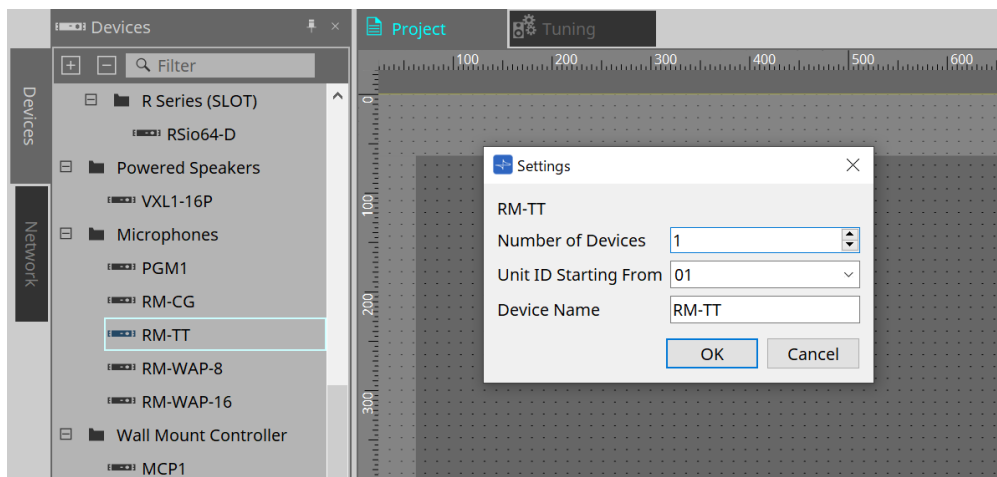 Devices
Project
Tuning
Filter
100 200 300 400 500 600
R Series (SLOT)
0
Devices
RSio64-D
Powered Speakers
Settings
VXL1-16P
100
RM-TT
Network
Microphones
Number of Devices 1
PGM1
Unit ID Starting From 01
RM-CG
200
Device Name RM-TT
RM-TT
OK Cancel
RM-WAP-8
RM-WAP-16
300
Wall Mount Controller
MCP1